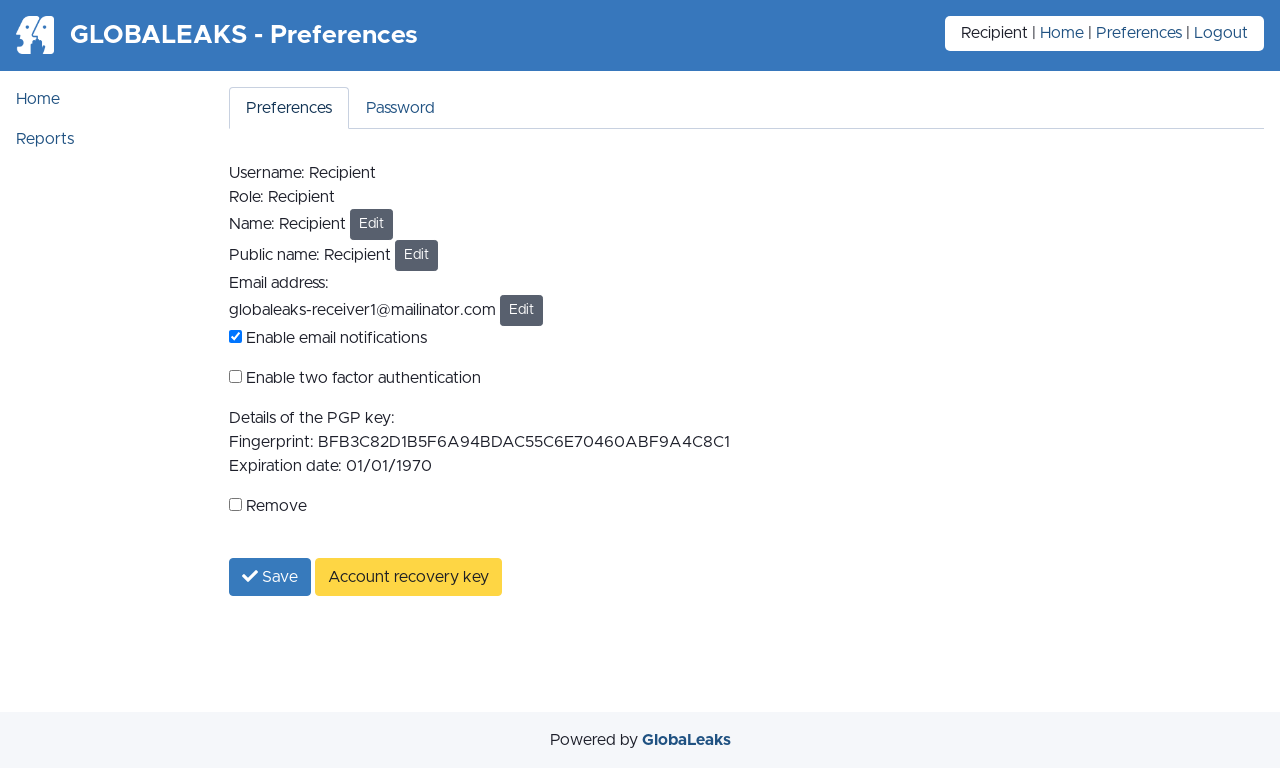 GLOBALEAKS - Preferences
Recipient | Home | Preferences | Logout
Home
Reports
Preferences
Password
Username: Recipient
Role: Recipient
Name: Recipient Edit
Public name: Recipient Edit
Email address:
globaleaks-receiver1@mailinator.com Edit
Enable email notifications
Enable two factor authentication
Details of the PGP key:
Fingerprint: BFB3C82D1B5F6A94BDAC55C6E70460ABF9A4C8C1
Expiration date: 01/01/1970
Remove
Save
Account recovery key
Powered by GlobaLeaks